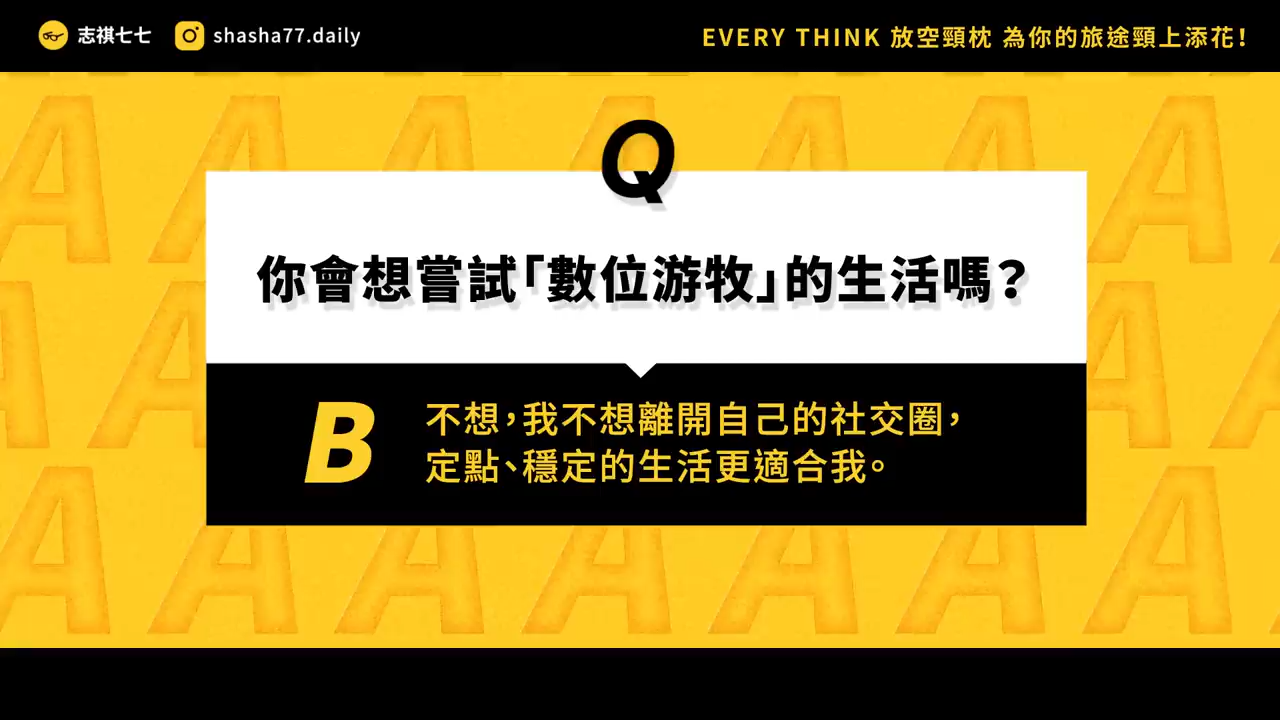 志祺七七
shasha77.daily
EVERY THINK 放空頸枕 為你的旅途頸上添花！
Q
你會想嘗試「數位游牧」的生活嗎？
B
不想，我不想離開自己的社交圈，
定點、穩定的生活更適合我。